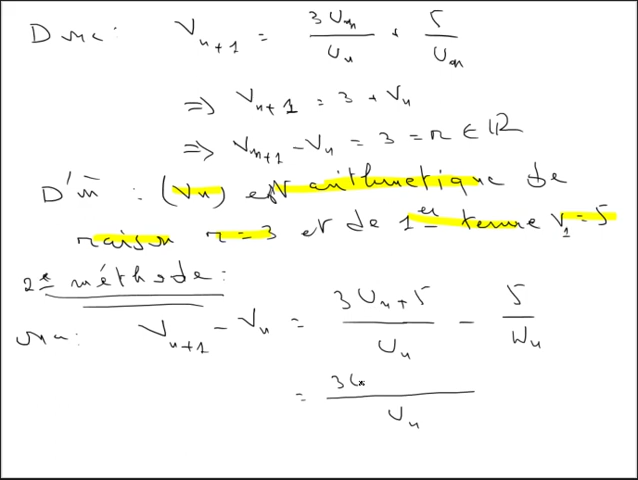 Donc: V_{n+1} = 3U_n/U_n + 5/U_n
=> V_{n+1} = 3 + V_n
=> V_{n+1} - V_n = 3 = r ∈ ℝ
D'où : (V_n) est arithmetique de
raison r = 3 et de 1er terme V_1 = 5
2e méthode :
on a: V_{n+1} - V_n = (3U_n + 5)/U_n - 5/U_n
= 3U/U_n